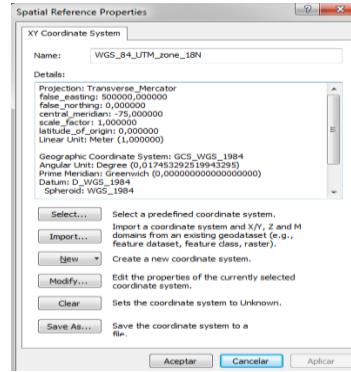 Spatial Reference Properties
XY Coordinate System
Name: WGS_84_UTM_zone_18N
Details:
Projection: Transverse_Mercator
false_easting: 500000,000000
false_northing: 0,000000
central_meridian: -75,000000
scale_factor: 1,000000
latitude_of_origin: 0,000000
Linear Unit: Meter (1,000000)
Geographic Coordinate System: GCS_WGS_1984
Angular Unit: Degree (0,017453292519943295)
Prime Meridian: Greenwich (0,000000000000000000)
Datum: D_WGS_1984
Spheroid: WGS_1984
Select... Select a predefined coordinate system.
Import... Import a coordinate system and X/Y, Z and M
domains from an existing geodataset (e.g.,
feature dataset, feature class, raster).
New Create a new coordinate system.
Modify... Edit the properties of the currently selected
coordinate system.
Clear Sets the coordinate system to Unknown.
Save As... Save the coordinate system to a
file.
Aceptar Cancelar Aplicar